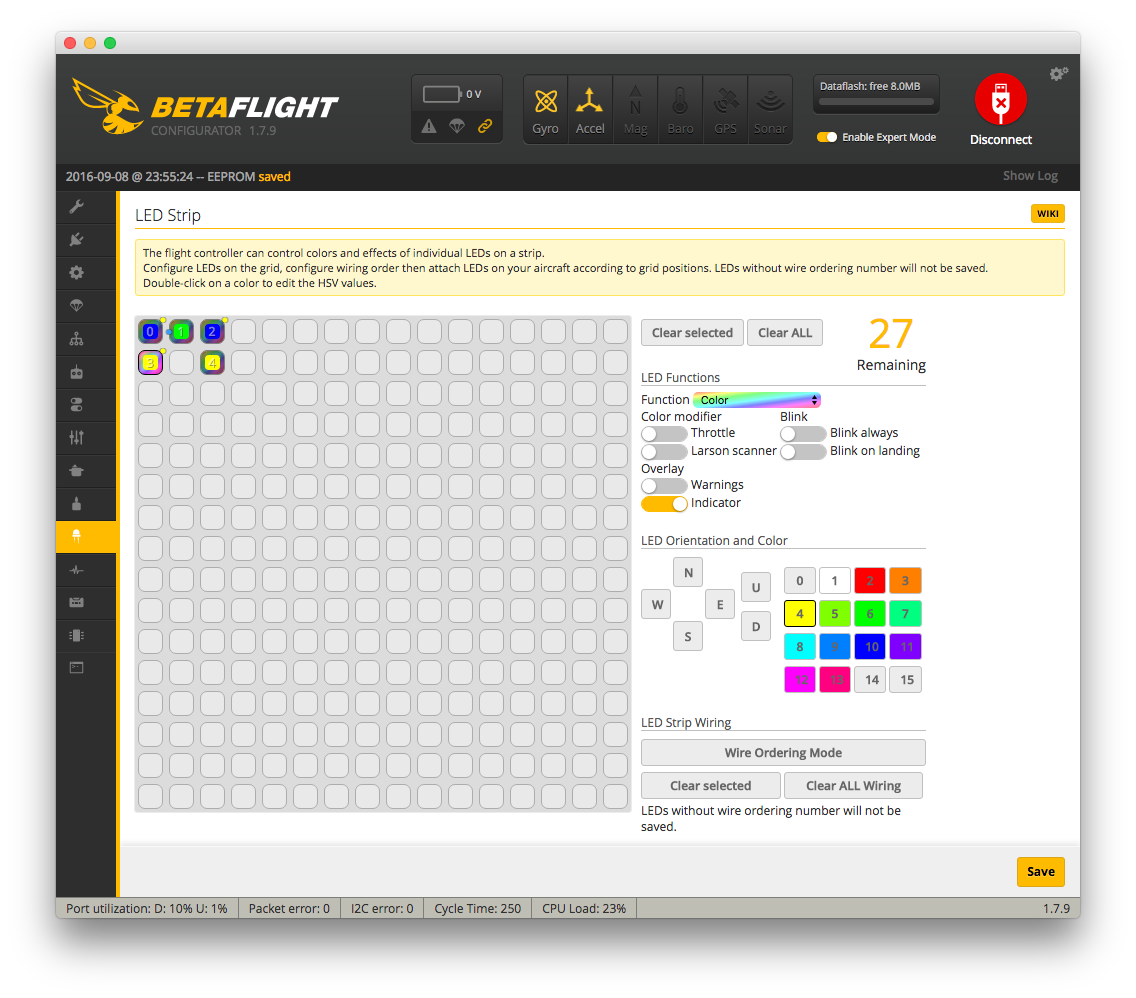 BETAFLIGHT
CONFIGURATOR 1.7.9
0 V
Gyro Accel Mag Baro GPS Sonar
N
Dataflash: free 8.0MB
Enable Expert Mode
Disconnect
2016-09-08 @ 23:55:24 -- EEPROM saved
Show Log
LED Strip
WIKI
The flight controller can control colors and effects of individual LEDs on a strip.
Configure LEDs on the grid, configure wiring order then attach LEDs on your aircraft according to grid positions. LEDs without wire ordering number will not be saved.
Double-click on a color to edit the HSV values.
0 1 2
3 4
Clear selected Clear ALL
27
Remaining
LED Functions
Function Color
Color modifier Blink
Throttle Blink always
Larson scanner Blink on landing
Overlay
Warnings
Indicator
LED Orientation and Color
N
W E
S
U
D
0 1 2 3
4 5 6 7
8 9 10 11
12 13 14 15
LED Strip Wiring
Wire Ordering Mode
Clear selected Clear ALL Wiring
LEDs without wire ordering number will not be
saved.
Save
Port utilization: D: 10% U: 1% Packet error: 0 I2C error: 0 Cycle Time: 250 CPU Load: 23% 1.7.9